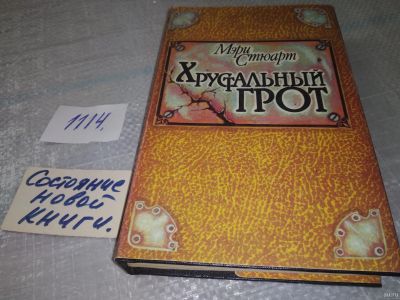 Мэри
Стюарт
Хрустальный
грот
1114.
Состояние
новой
книги.